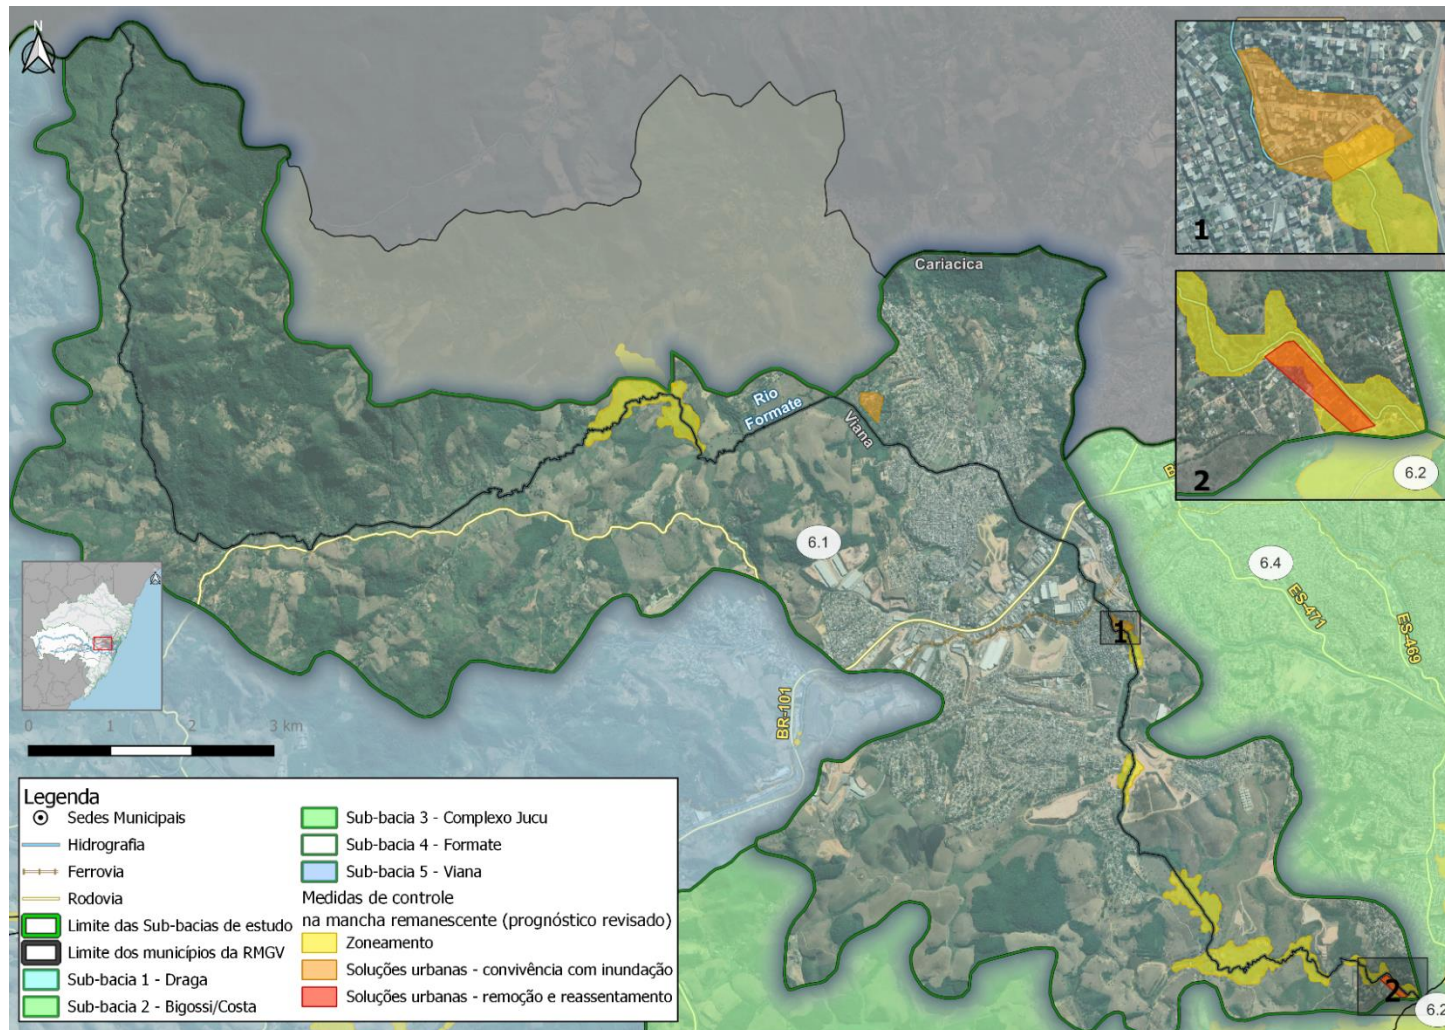 N
Cariacica
Rio
Formate
Viana
6.1
1
2
6.2
B
6.4
ES-471
ES-469
1
BR-101
2
6.2
0 1 2 3 km
Legenda
Sedes Municipais
Hidrografia
Ferrovia
Rodovia
Limite das Sub-bacias de estudo
Limite dos municípios da RMGV
Sub-bacia 1 - Draga
Sub-bacia 2 - Bigossi/Costa
Sub-bacia 3 - Complexo Jucu
Sub-bacia 4 - Formate
Sub-bacia 5 - Viana
Medidas de controle
na mancha remanescente (prognóstico revisado)
Zoneamento
Soluções urbanas - convivência com inundação
Soluções urbanas - remoção e reassentamento